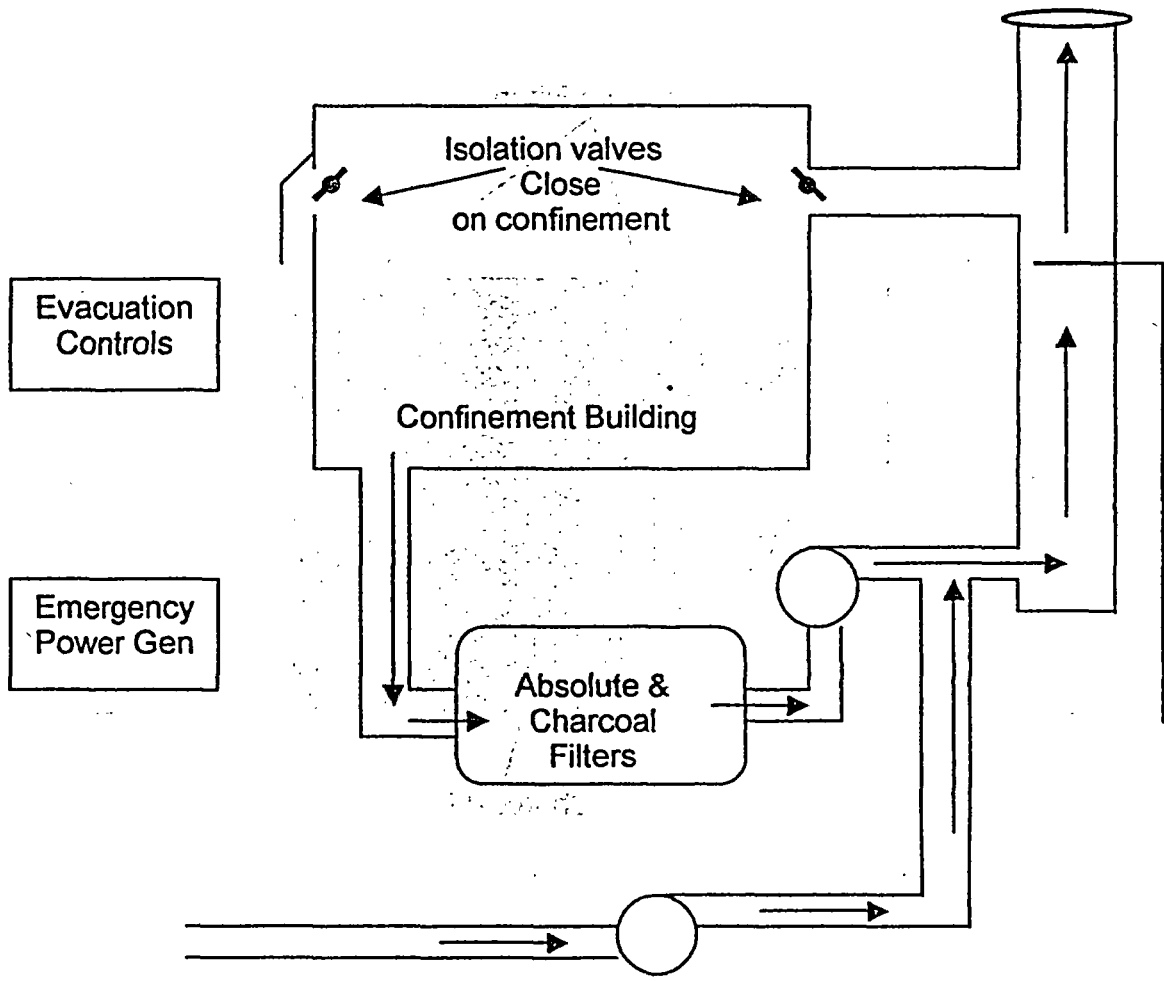 Isolation valves
Close
on confinement
Evacuation
Controls
Confinement Building
Emergency
Power Gen
Absolute &
Charcoal
Filters